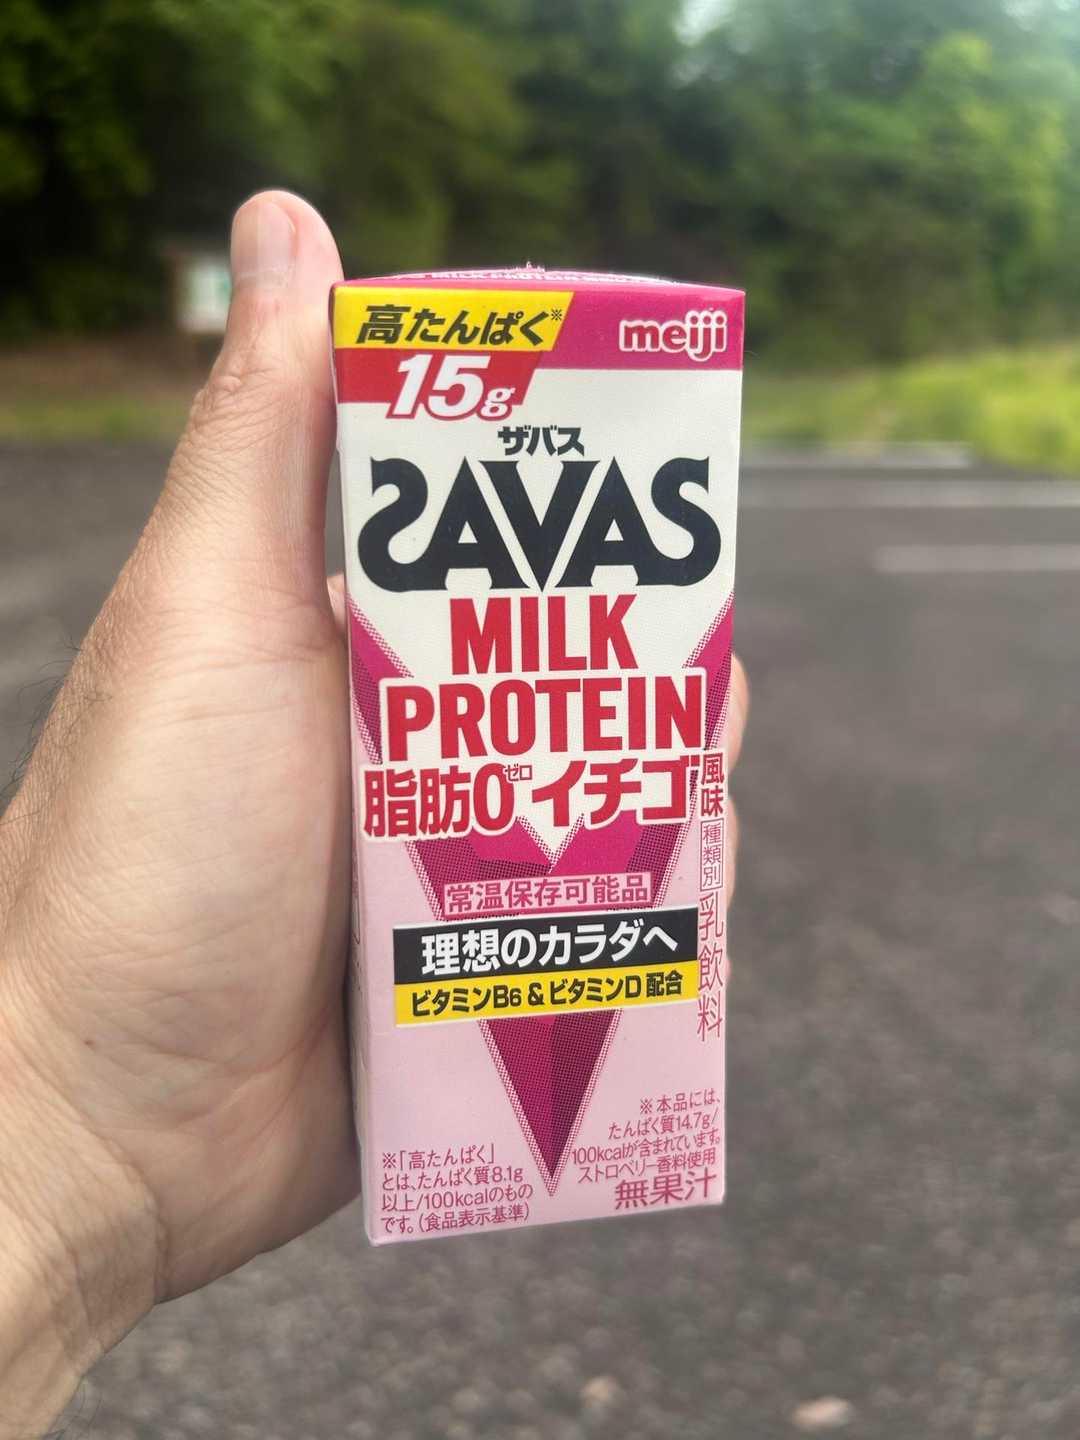 高たんぱく※
15g
meiji
ザバス
SAVAS
MILK
PROTEIN
脂肪0ゼロ イチゴ風味
種類別 乳飲料
常温保存可能品
理想のカラダへ
ビタミンB6 & ビタミンD 配合
※「高たんぱく」
とは、たんぱく質8.1g
以上/100kcalのもの
です。(食品表示基準)
※本品には、
たんぱく質14.7g/
100kcalが含まれています。
ストロベリー香料使用
無果汁